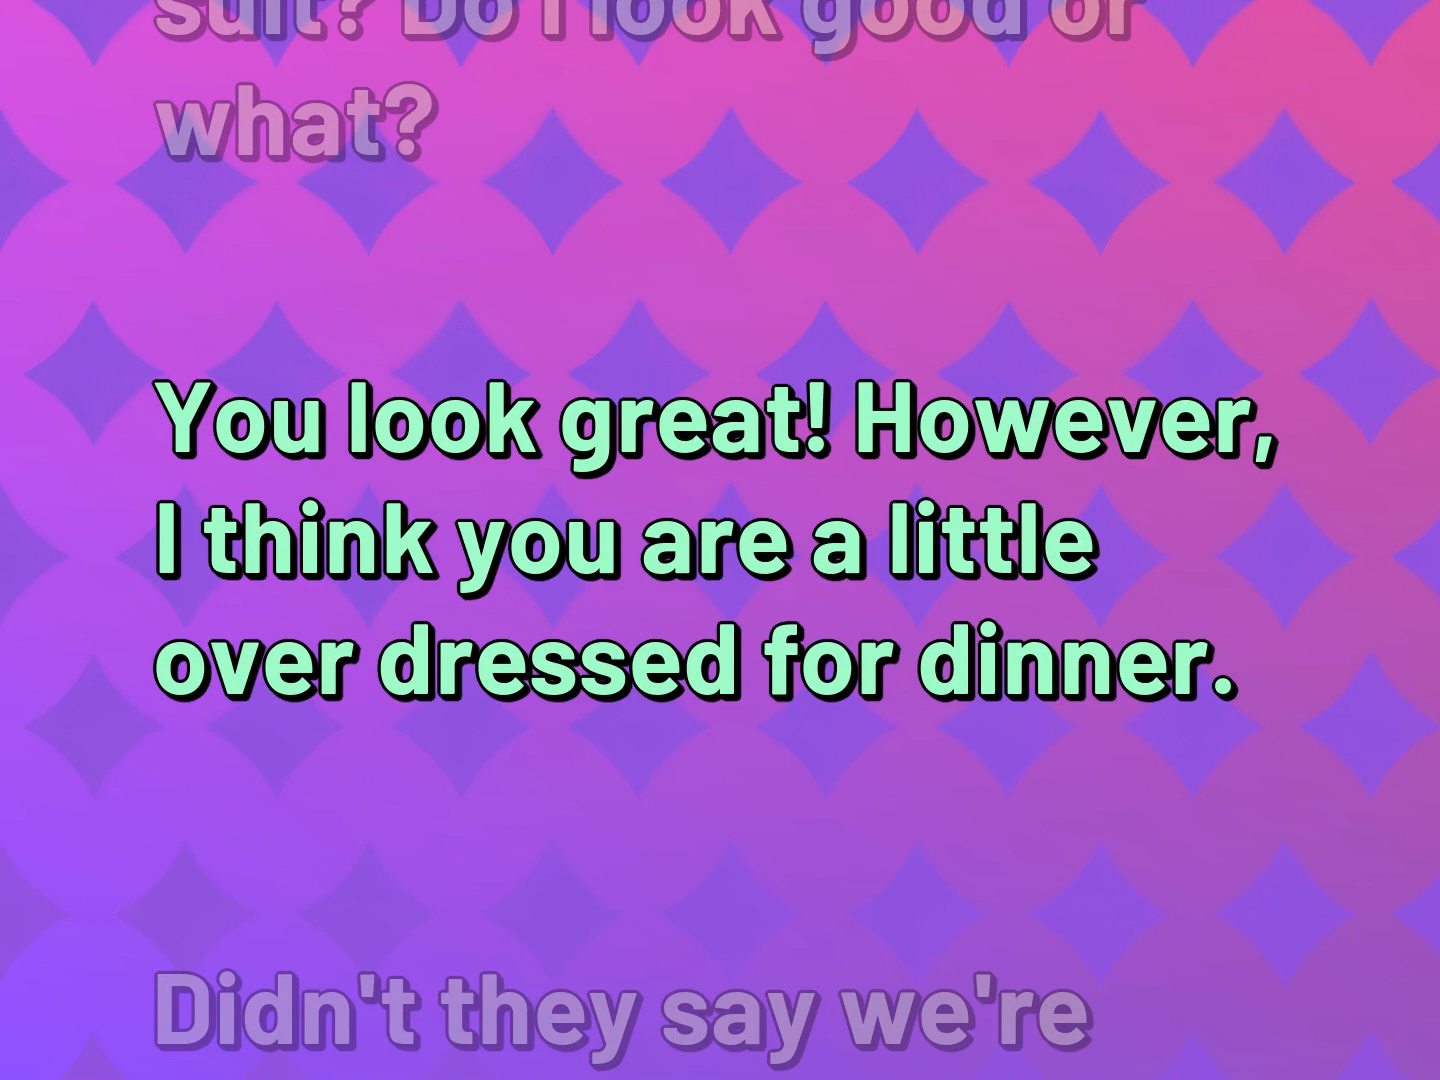 suit? Do I look good or
what?
You look great! However,
I think you are a little
over dressed for dinner.
Didn't they say we're